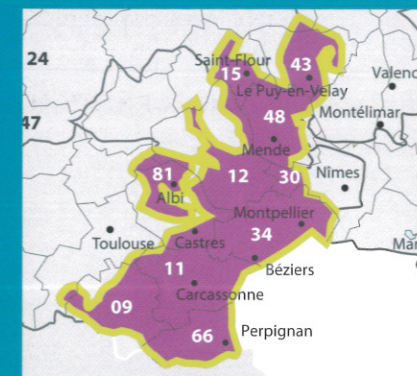 24
Saint-Flour
43
15
Le Puy-en-Velay
Valenc
47
Montélimar
48
Mende
81
12
30
Nîmes
Albi
Montpellier
Toulouse
Castres
34
Mar
11
Béziers
Carcassonne
09
66
Perpignan